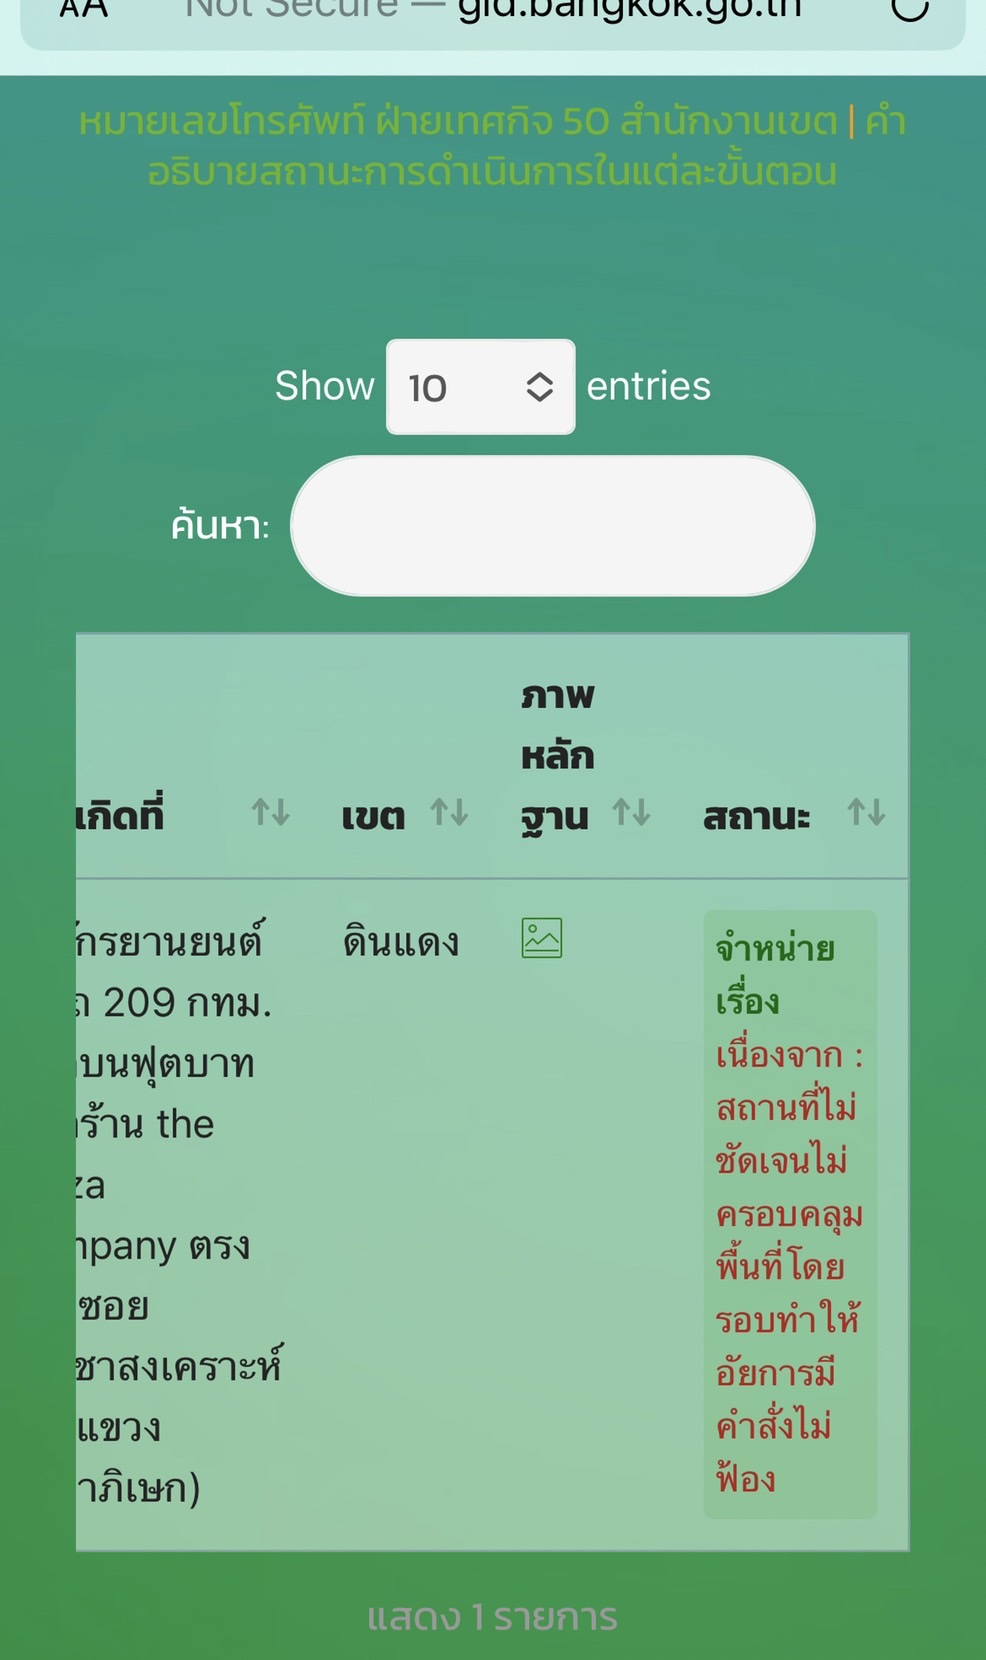 AA Not Secure — gid.bangkok.go.th
หมายเลขโทรศัพท์ ฝ่ายเทศกิจ 50 สำนักงานเขต | คำ
อธิบายสถานะการดำเนินการในแต่ละขั้นตอน
Show 10 entries
ค้นหา:
ภาพ
หลัก
เกิดที่ เขต ฐาน สถานะ
กรยานยนต์ ดินแดง
209 กทม.
บนฟุตบาท
ร้าน the
za
mpany ตรง
ซอย
ชาสงเคราะห์
แขวง
าภิเษก)
จำหน่าย
เรื่อง
เนื่องจาก :
สถานที่ไม่
ชัดเจนไม่
ครอบคลุม
พื้นที่โดย
รอบทำให้
อัยการมี
คำสั่งไม่
ฟ้อง
แสดง 1 รายการ